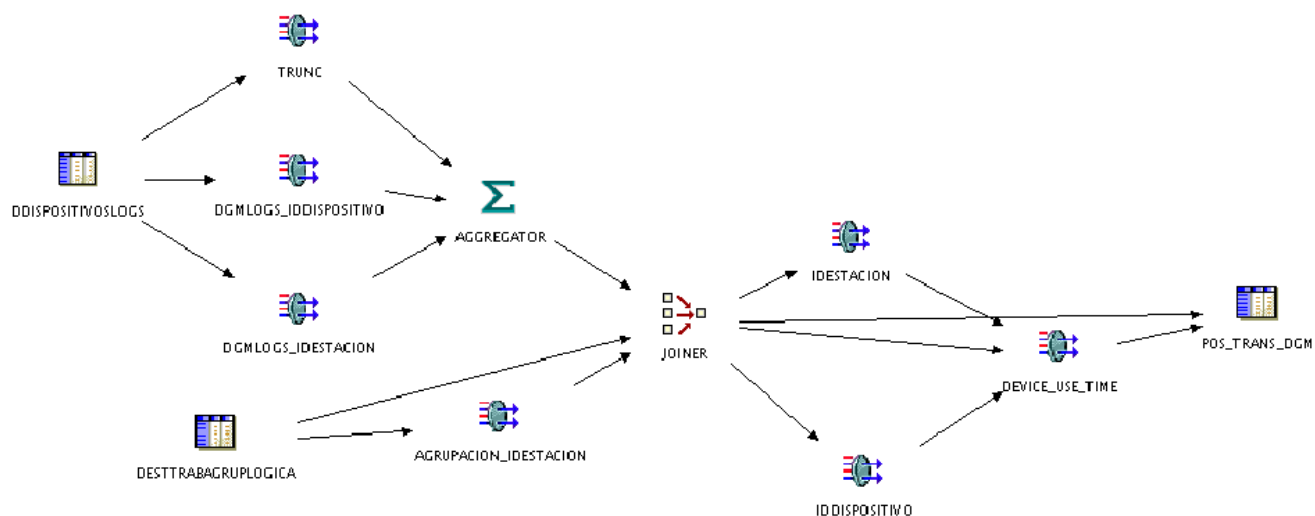 TRUNC
DDISPOSITIVOSLOGS
DGMLOGS_IDDISPOSITIVO
AGGREGATOR
IDESTACION
DGMLOGS_IDESTACION
JOINER
POS_TRANS_DGM
DEVICE_USE_TIME
AGRUPACION_IDESTACION
DESTTRABAGRUPLOGICA
IDDISPOSITIVO